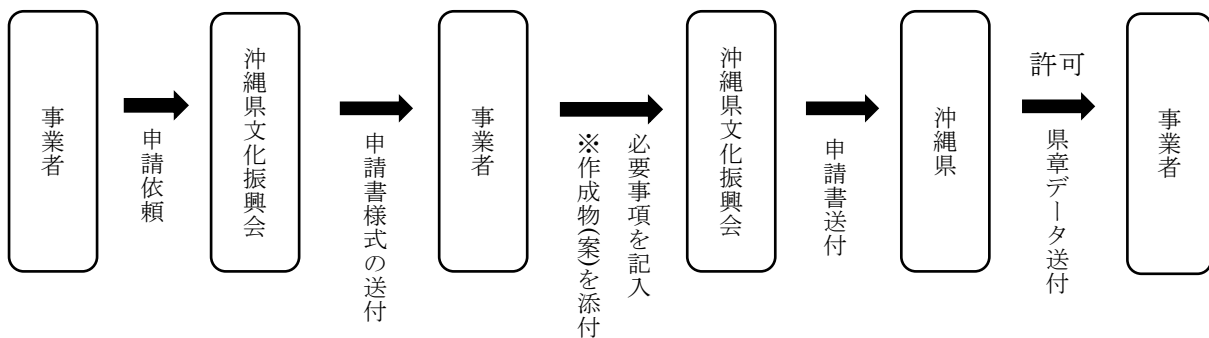 事業者
申請依頼
沖縄県文化振興会
申請書様式の送付
事業者
必要事項を記入
※作成物(案)を添付
沖縄県文化振興会
申請書送付
沖縄県
許可
県章データ送付
事業者